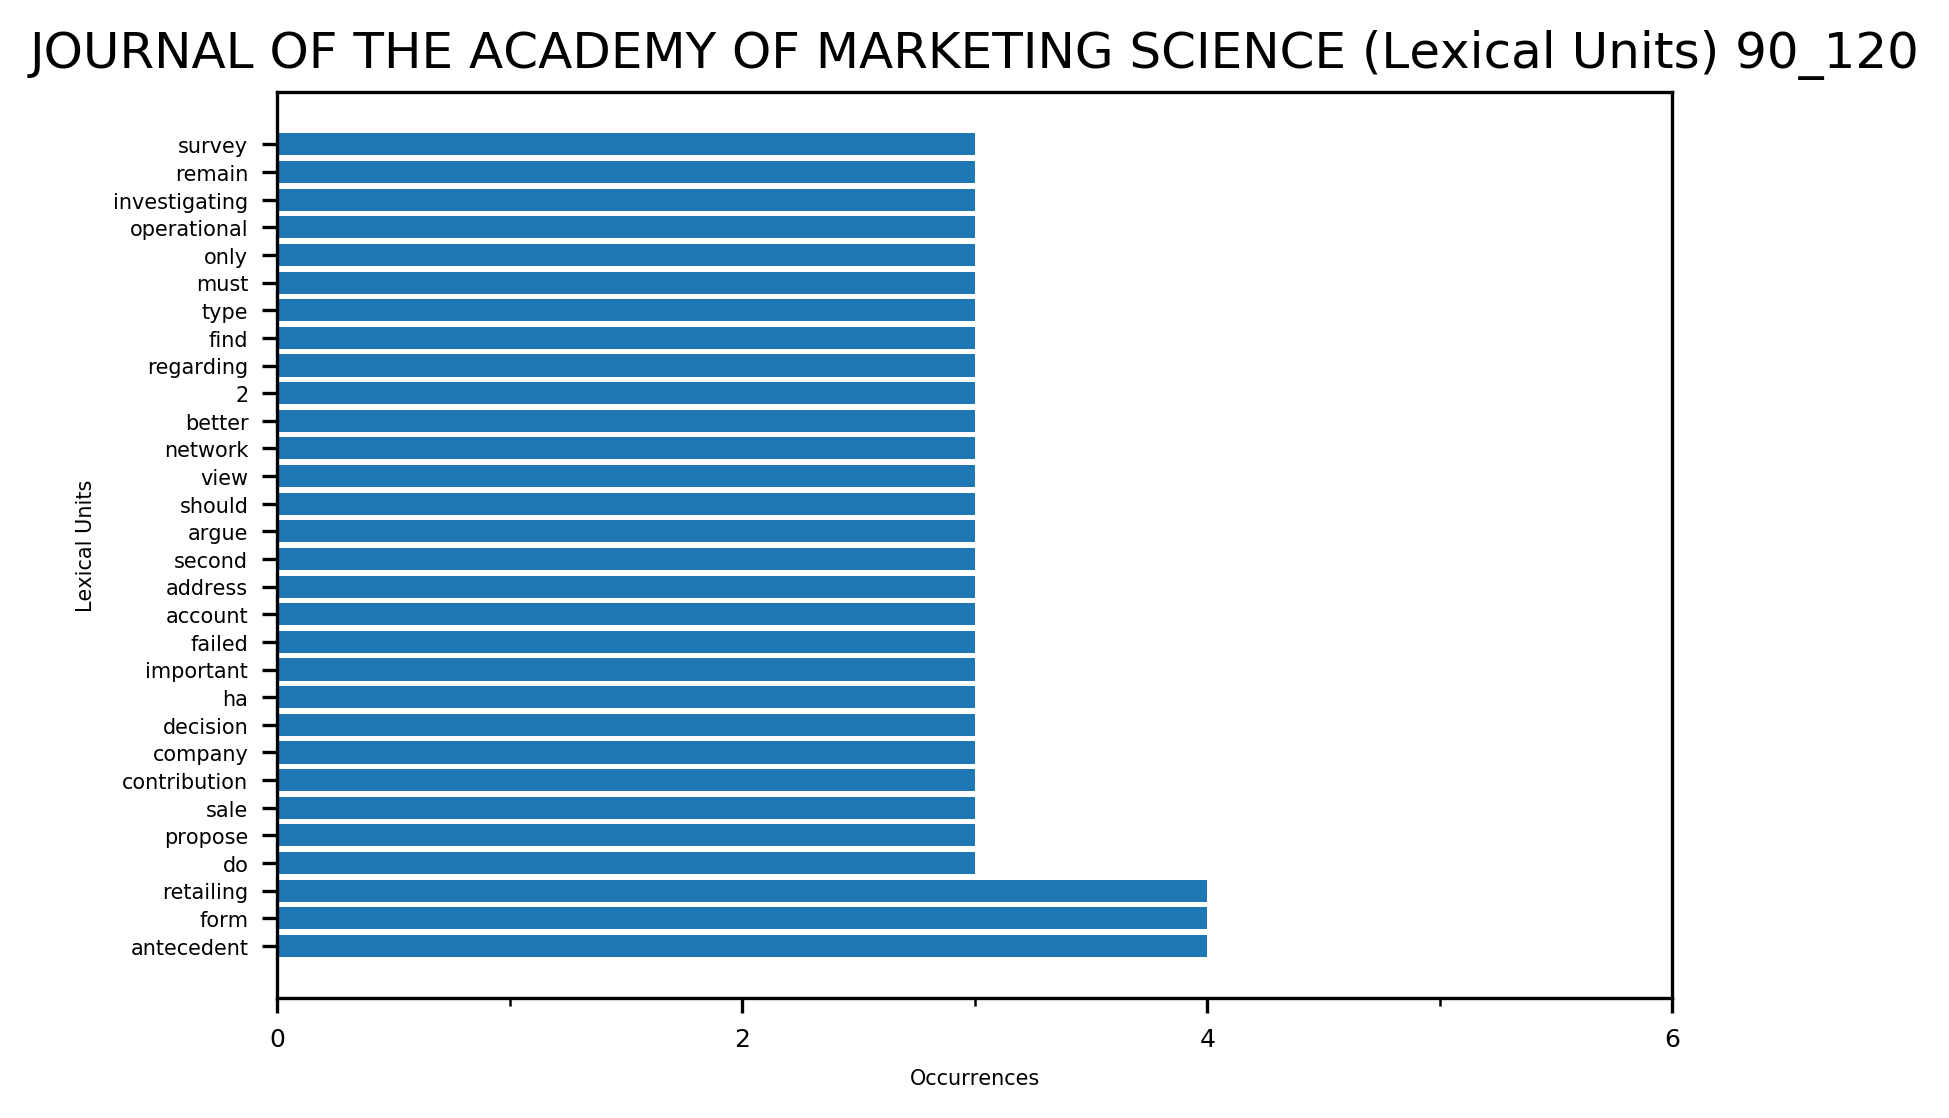 JOURNAL OF THE ACADEMY OF MARKETING SCIENCE (Lexical Units) 90_120
survey
remain
investigating
operational
only
must
type
find
regarding
2
better
network
view
should
argue
second
address
account
failed
important
ha
decision
company
contribution
sale
propose
do
retailing
form
antecedent
Lexical Units
0 2 4 6
Occurrences